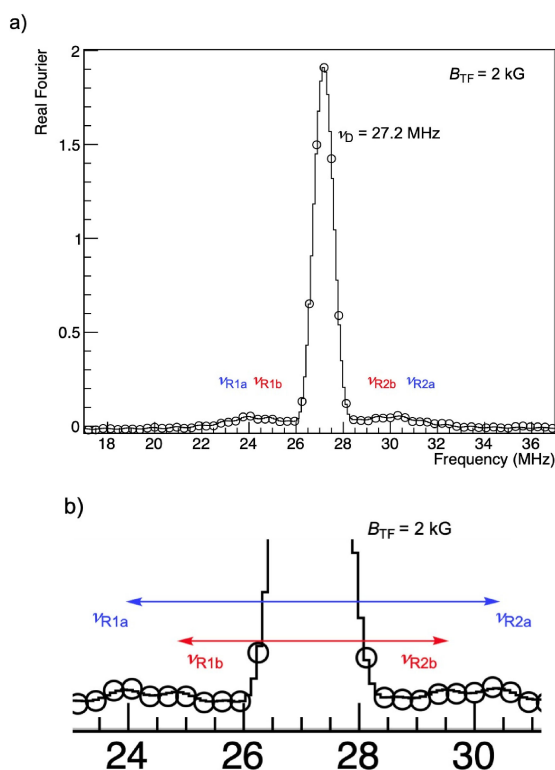 a)
Real Fourier
2
1.5
1
0.5
0
B_TF = 2 kG
ν_D = 27.2 MHz
ν_R1a ν_R1b ν_R2b ν_R2a
18 20 22 24 26 28 30 32 34 36
Frequency (MHz)
b)
B_TF = 2 kG
ν_R1a ν_R2a
ν_R1b ν_R2b
24 26 28 30